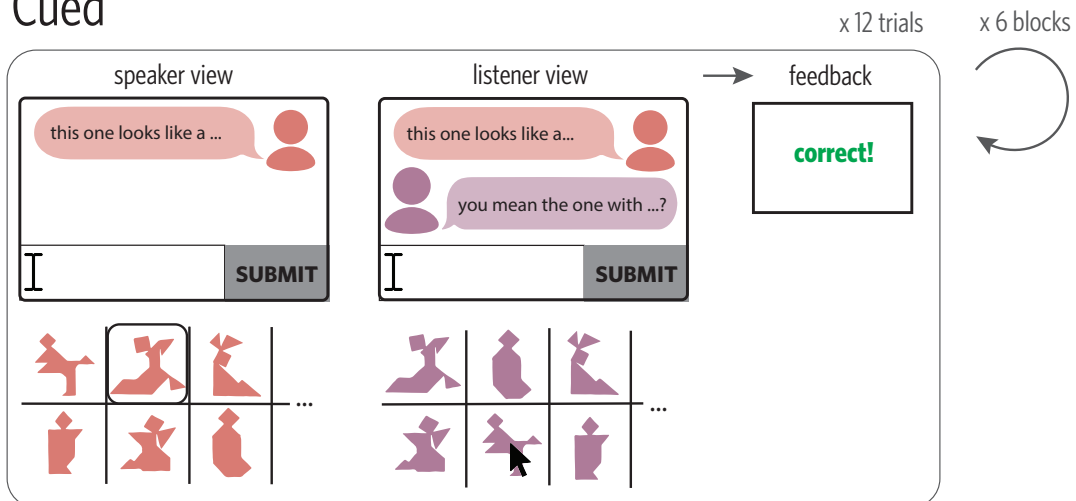 Cued
x 12 trials
x 6 blocks
speaker view
listener view
feedback
this one looks like a ...
SUBMIT
this one looks like a...
you mean the one with ...?
SUBMIT
correct!
...
...